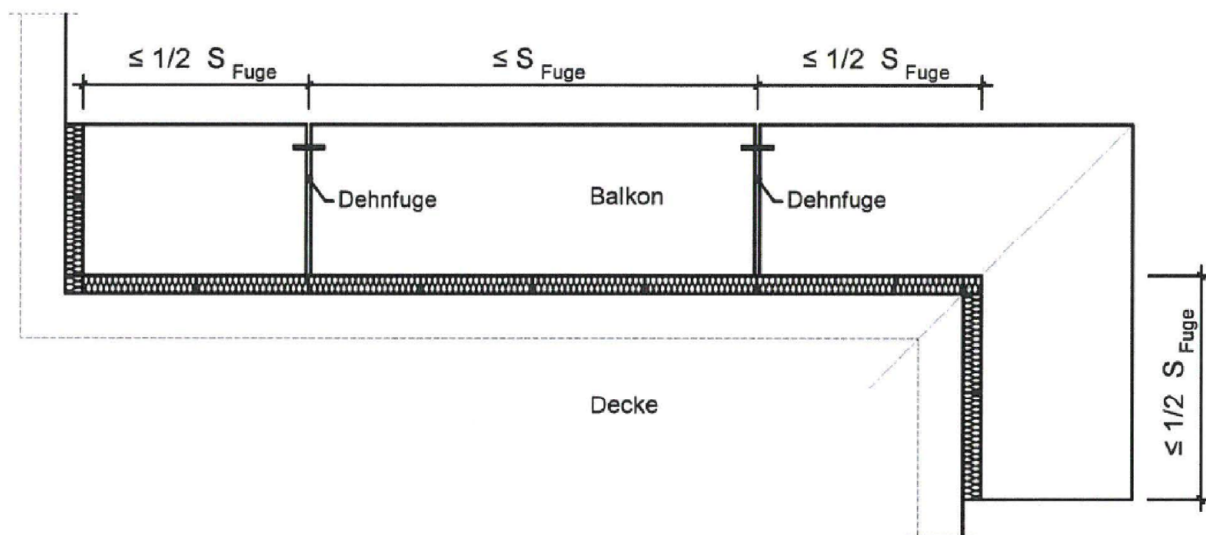 ≤ 1/2 S Fuge
≤ S Fuge
≤ 1/2 S Fuge
Dehnfuge
Balkon
Dehnfuge
Decke
≤ 1/2 S Fuge